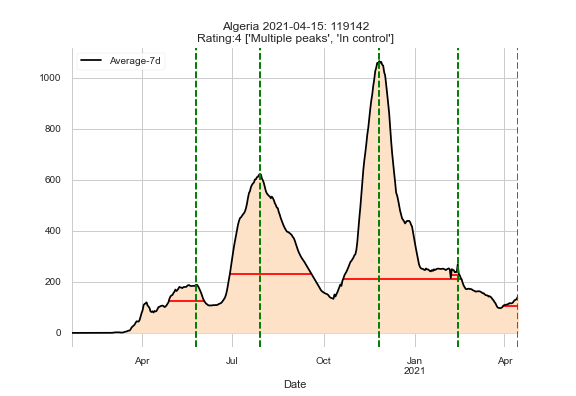 Algeria 2021-04-15: 119142
Rating:4 ['Multiple peaks', 'In control']
Average-7d
1000
800
600
400
200
0
Apr Jul Oct Jan Apr
2021
Date